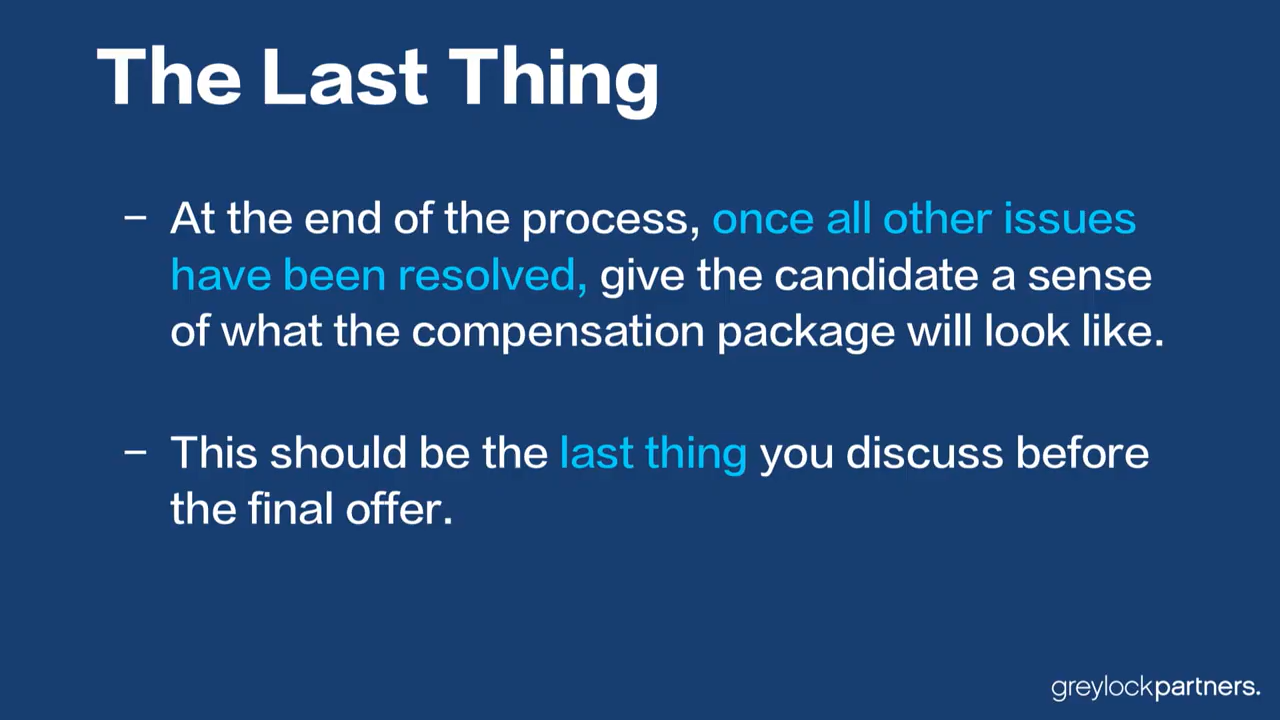 The Last Thing
– At the end of the process, once all other issues
have been resolved, give the candidate a sense
of what the compensation package will look like.
– This should be the last thing you discuss before
the final offer.
greylockpartners.